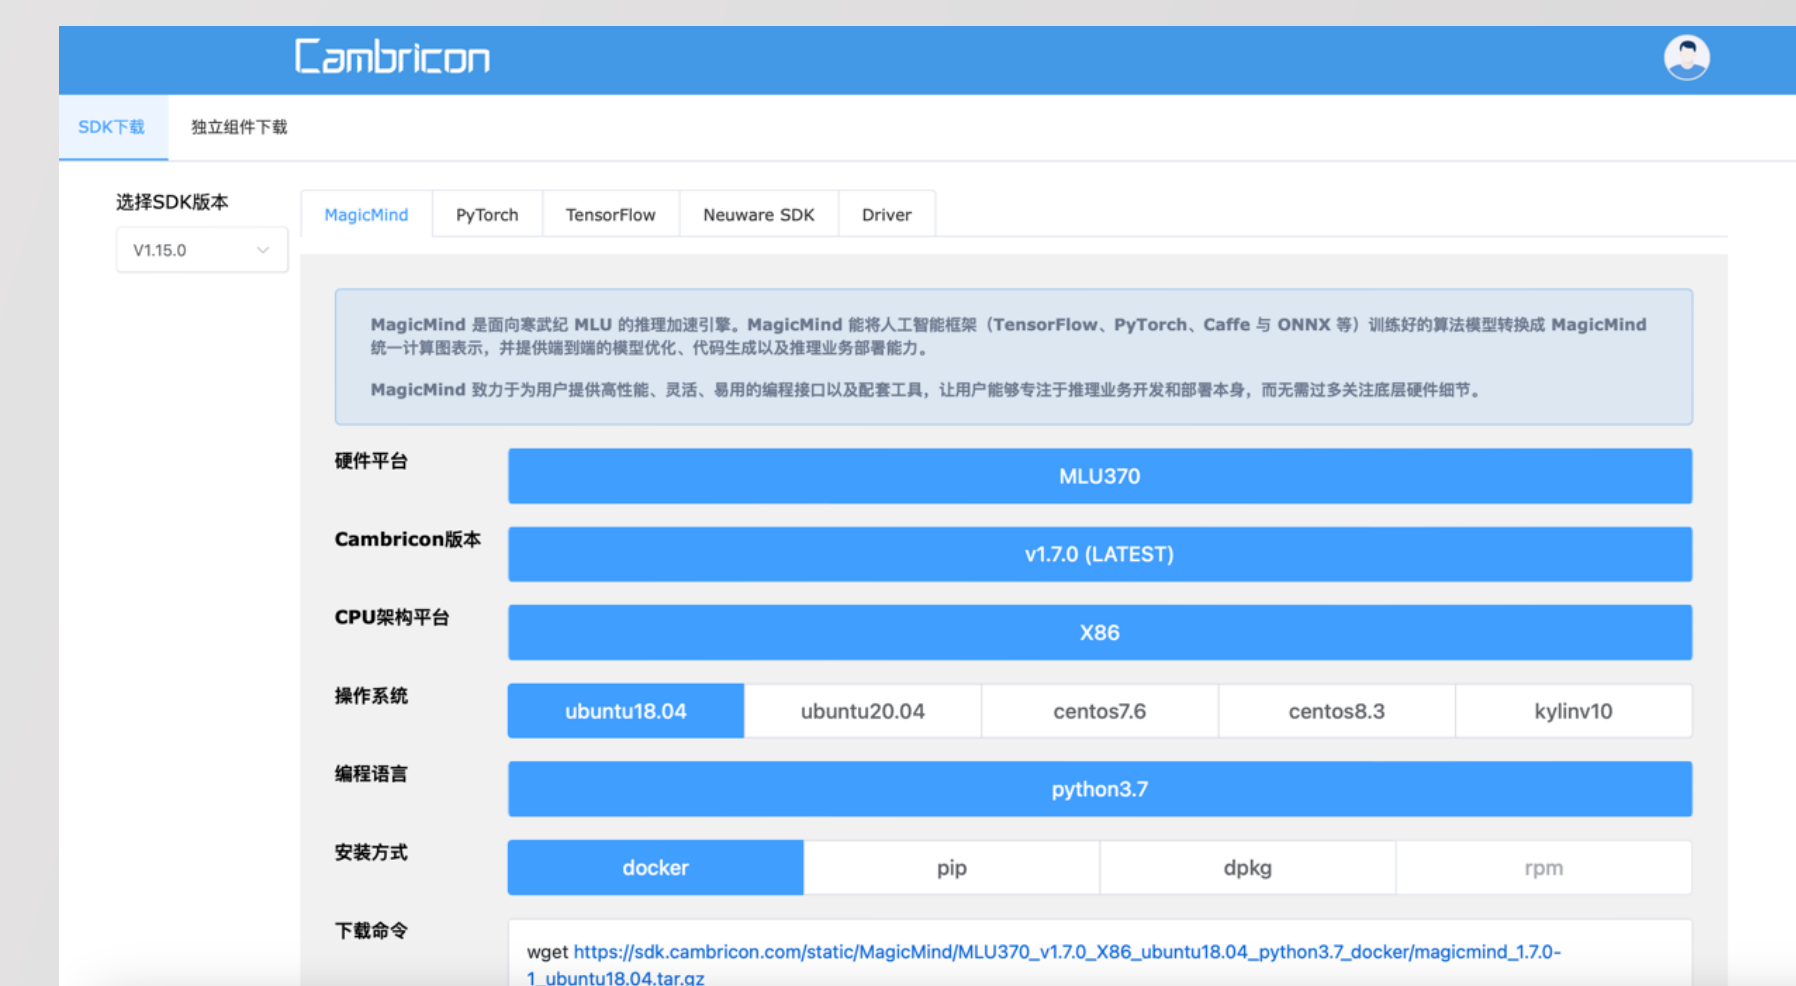 Cambricon
SDK下载 独立组件下载
选择SDK版本
V1.15.0
MagicMind PyTorch TensorFlow Neuware SDK Driver
MagicMind 是面向寒武纪 MLU 的推理加速引擎。MagicMind 能将人工智能框架（TensorFlow、PyTorch、Caffe 与 ONNX 等）训练好的算法模型转换成 MagicMind
统一计算图表示，并提供端到端的模型优化、代码生成以及推理业务部署能力。
MagicMind 致力于为用户提供高性能、灵活、易用的编程接口以及配套工具，让用户能够专注于推理业务开发和部署本身，而无需过多关注底层硬件细节。
硬件平台 MLU370
Cambricon版本 v1.7.0 (LATEST)
CPU架构平台 X86
操作系统 ubuntu18.04 ubuntu20.04 centos7.6 centos8.3 kylinv10
编程语言 python3.7
安装方式 docker pip dpkg rpm
下载命令
wget https://sdk.cambricon.com/static/MagicMind/MLU370_v1.7.0_X86_ubuntu18.04_python3.7_docker/magicmind_1.7.0-
1_ubuntu18.04.tar.gz